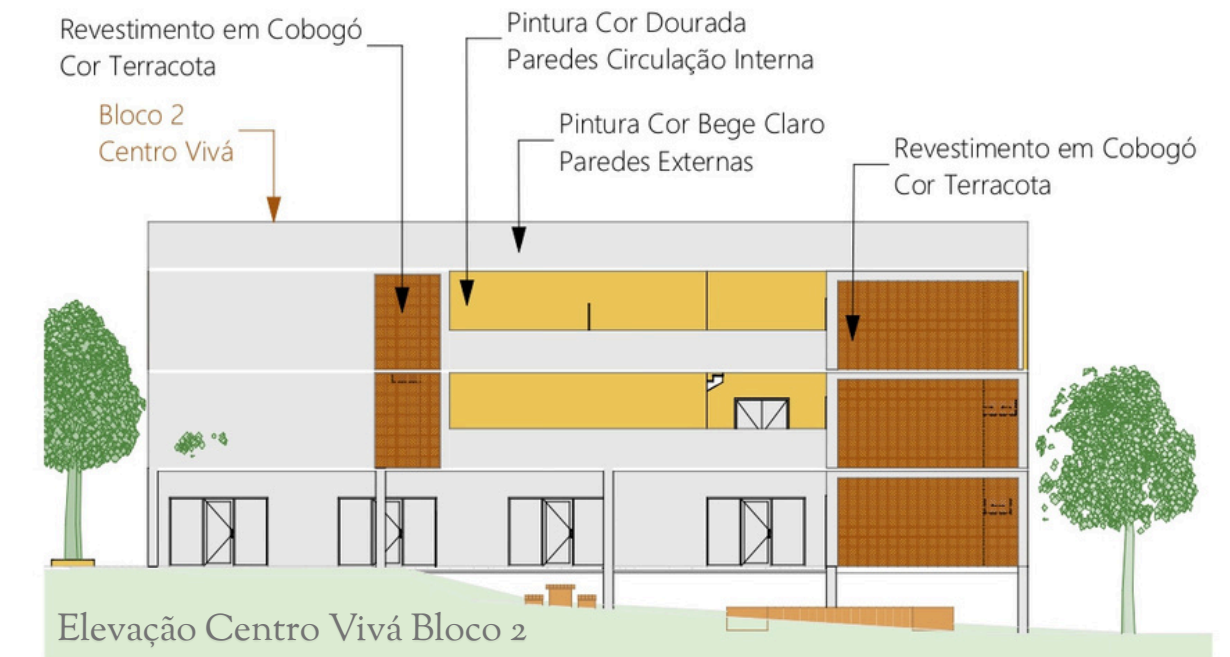 Revestimento em Cobogó
Cor Terracota
Pintura Cor Dourada
Paredes Circulação Interna
Bloco 2
Centro Vivá
Pintura Cor Bege Claro
Paredes Externas
Revestimento em Cobogó
Cor Terracota
Elevação Centro Vivá Bloco 2